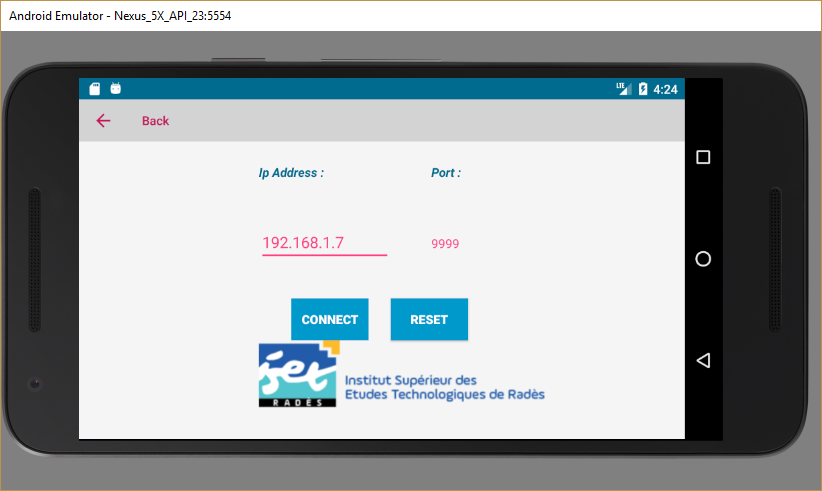 Android Emulator - Nexus_5X_API_23:5554
LTE 4:24
Back
Ip Address : Port :
192.168.1.7 9999
CONNECT RESET
iset
RADÈS
Institut Supérieur des
Etudes Technologiques de Radès